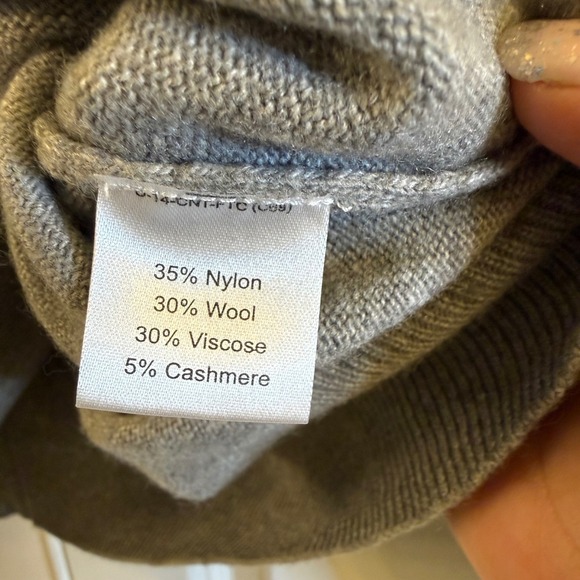 35% Nylon
30% Wool
30% Viscose
5% Cashmere